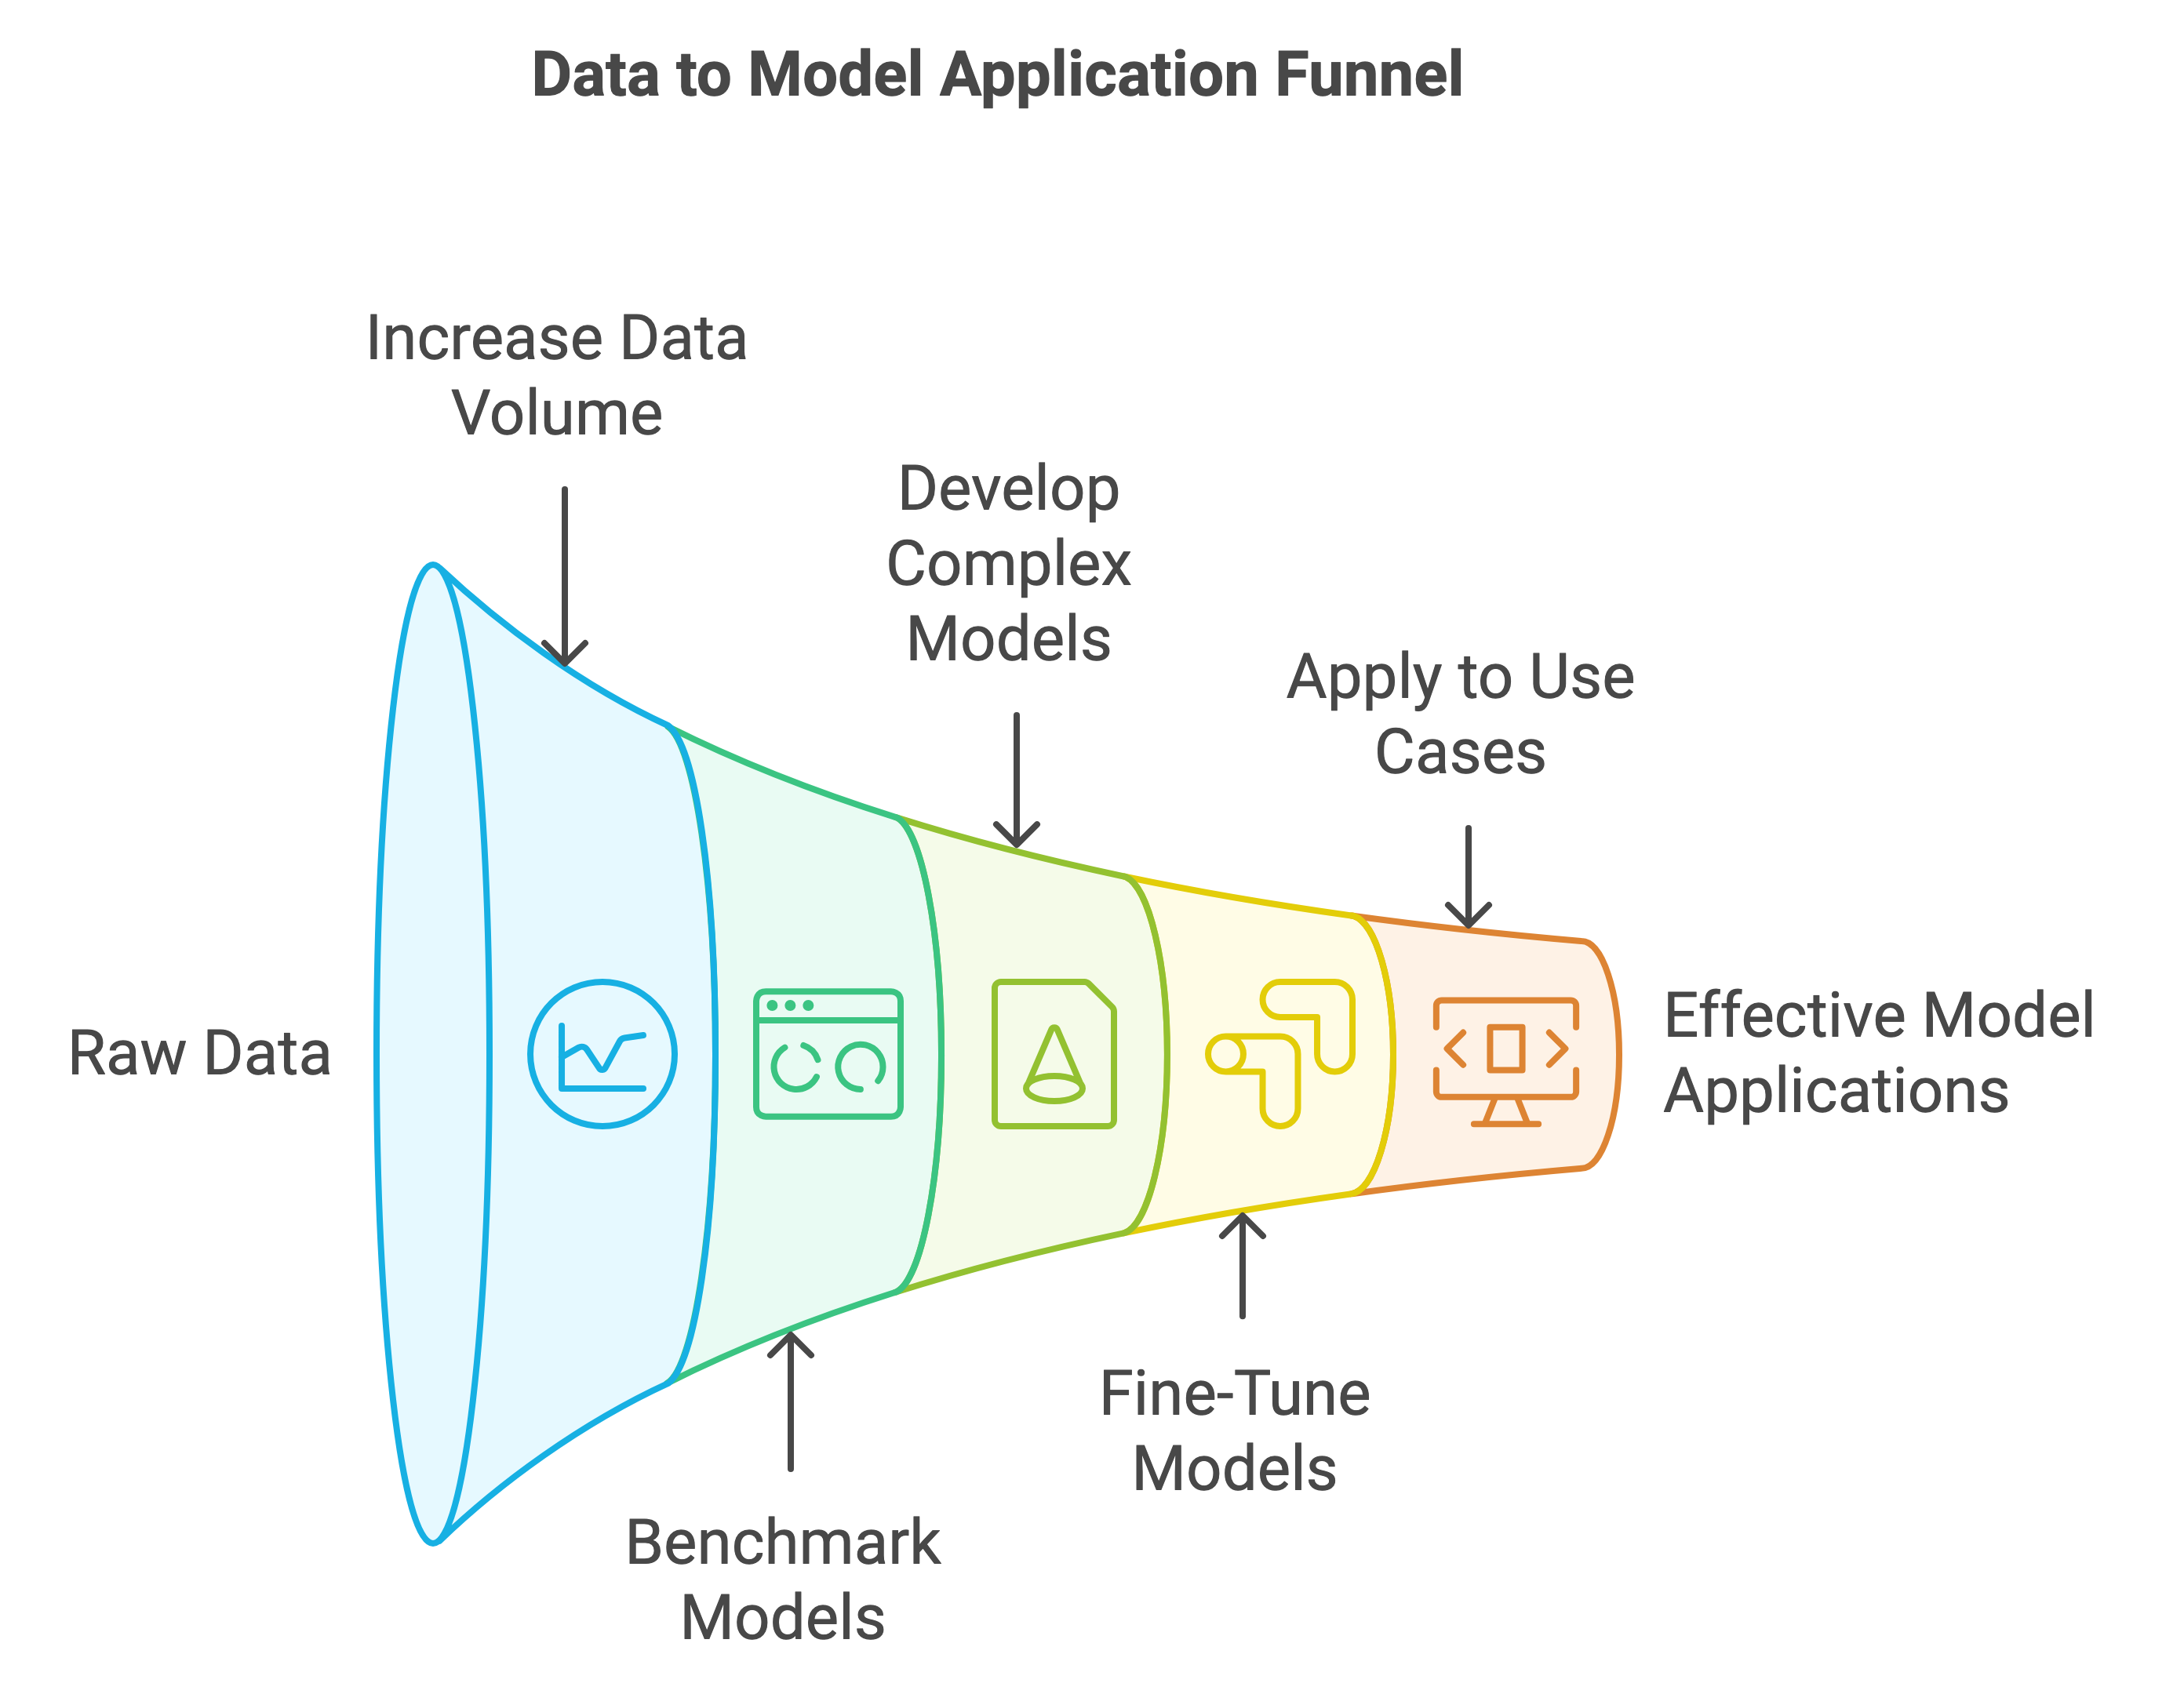 Data to Model Application Funnel
Increase Data
Volume
Develop
Complex
Models
Apply to Use
Cases
Raw Data
Effective Model
Applications
Fine-Tune
Models
Benchmark
Models